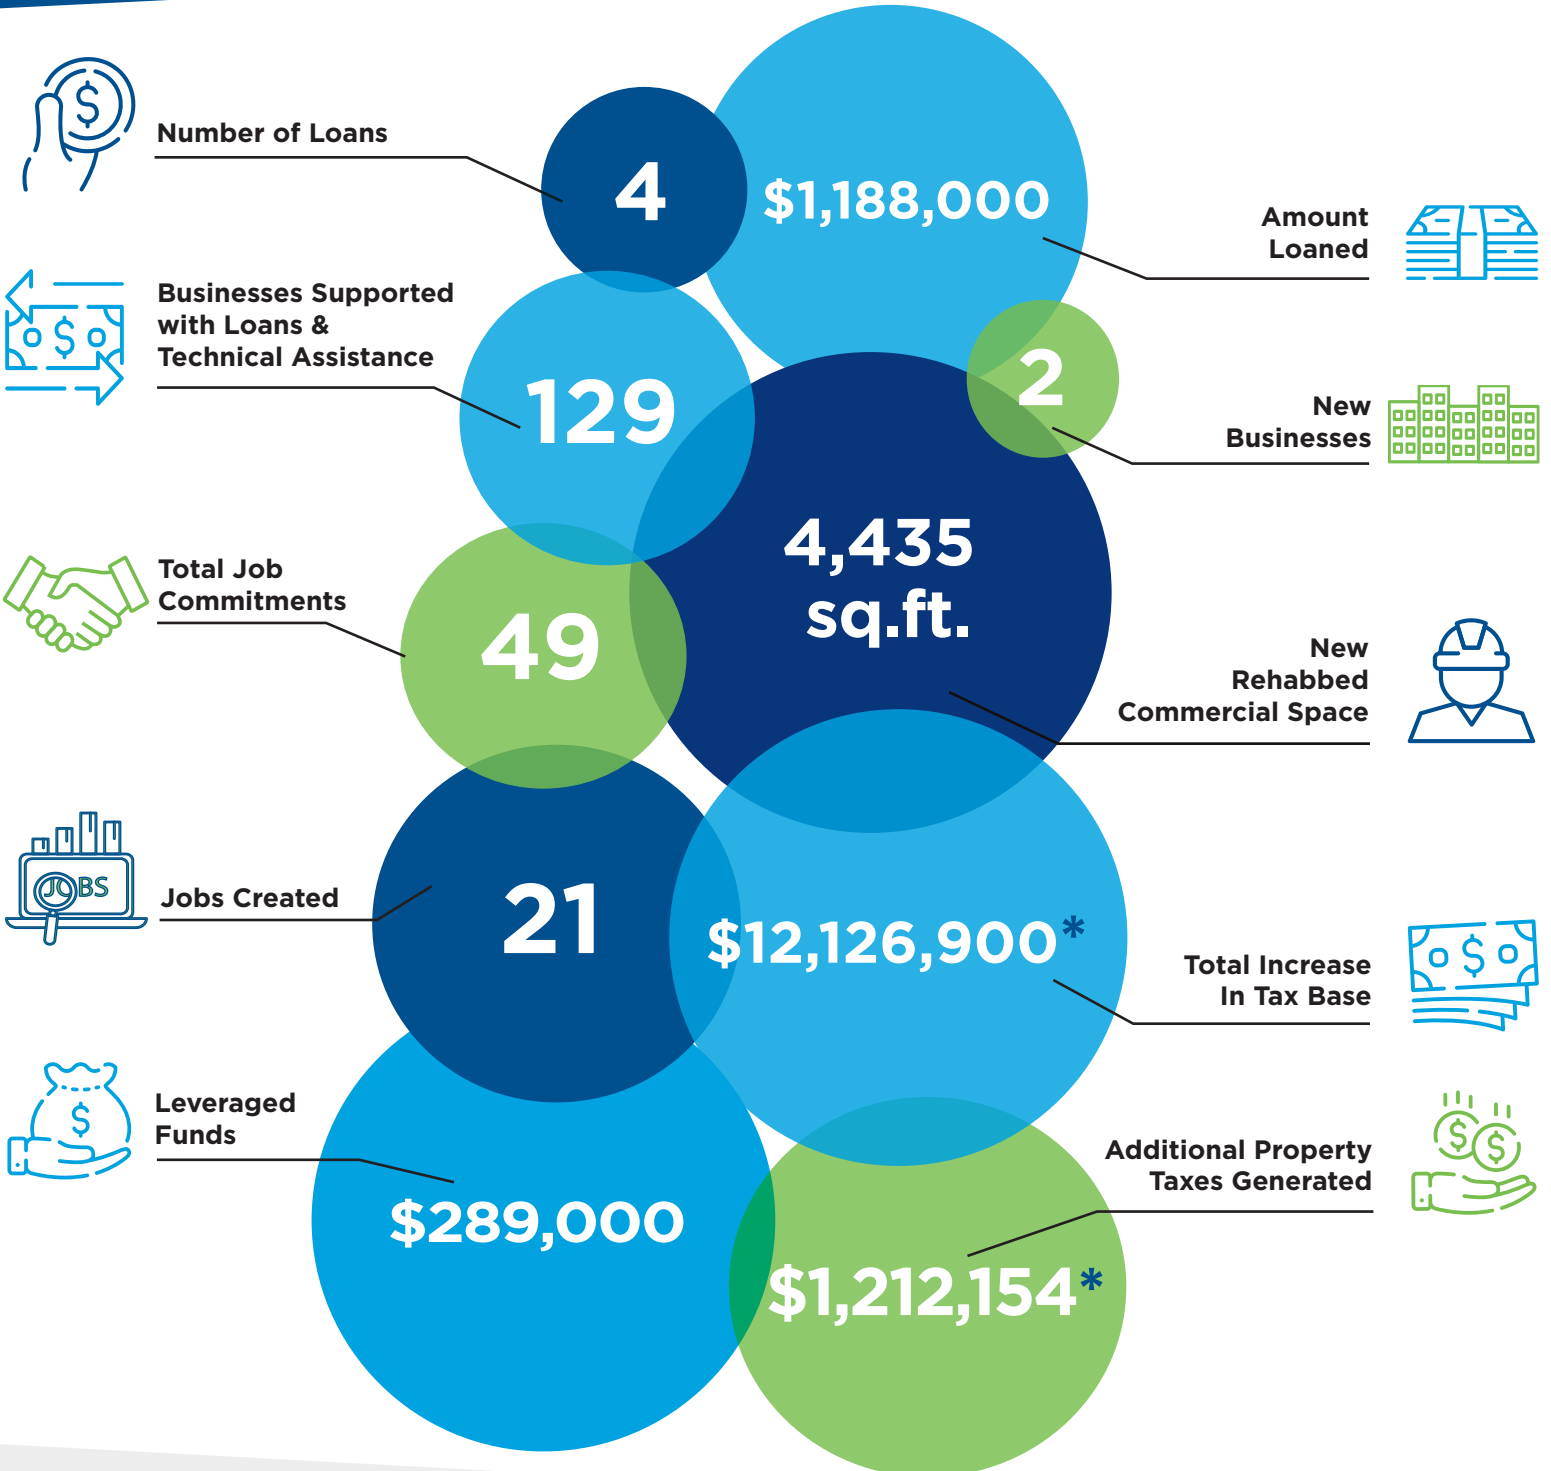 Number of Loans
4
$1,188,000
Amount
Loaned
Businesses Supported
with Loans &
Technical Assistance
129
2
New
Businesses
4,435
sq.ft.
New
Rehabbed
Commercial Space
Total Job
Commitments
49
JOBS
Jobs Created
21
$12,126,900*
Total Increase
In Tax Base
Leveraged
Funds
$289,000
Additional Property
Taxes Generated
$1,212,154*
$
$
$
$
$
$